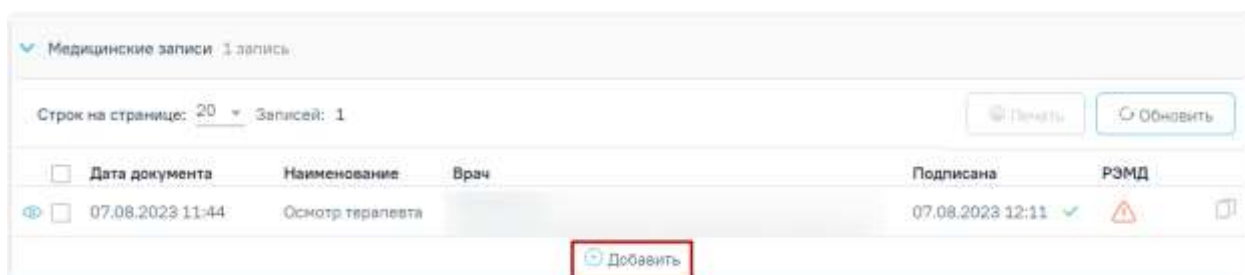 Медицинские записи 1 запись
Строк на странице: 20 Записей: 1 Печать Обновить
Дата документа Наименование Врач Подписана РЭМД
07.08.2023 11:44 Осмотр терапевта 07.08.2023 12:11
Добавить